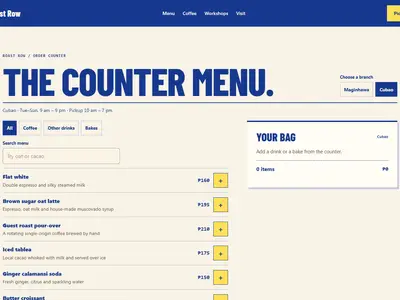 st Row
Menu Coffee Workshops Visit
ROAST ROW / ORDER COUNTER
THE COUNTER MENU.
Choose a branch
Maginhawa Cubao
Cubao · Tue–Sun, 9 am – 9 pm · Pickup 10 am – 7 pm
All Coffee Other drinks Bakes
Search menu
Try oat or cacao
Flat white
Double espresso and silky steamed milk
₱160 +
Brown sugar oat latte
Espresso, oat milk and house-made muscovado syrup
₱195 +
Guest roast pour-over
A rotating single-origin coffee brewed by hand
₱210 +
Iced tablea
Local cacao whisked with milk and served over ice
₱175 +
Ginger calamansi soda
Fresh ginger, citrus and sparkling water
₱150 +
Butter croissant
YOUR BAG
Cubao
Add a drink or a bake from the counter.
0 items ₱0